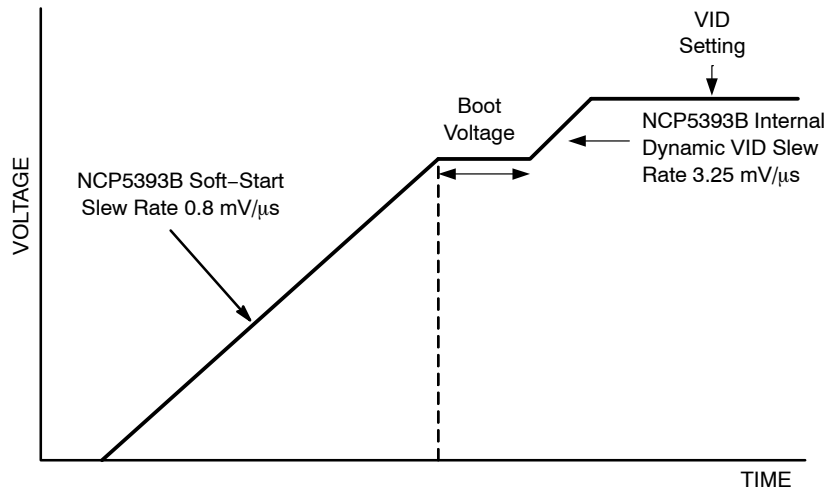 VID
Setting
Boot
Voltage
NCP5393B Internal
Dynamic VID Slew
Rate 3.25 mV/μs
NCP5393B Soft−Start
Slew Rate 0.8 mV/μs
VOLTAGE
TIME